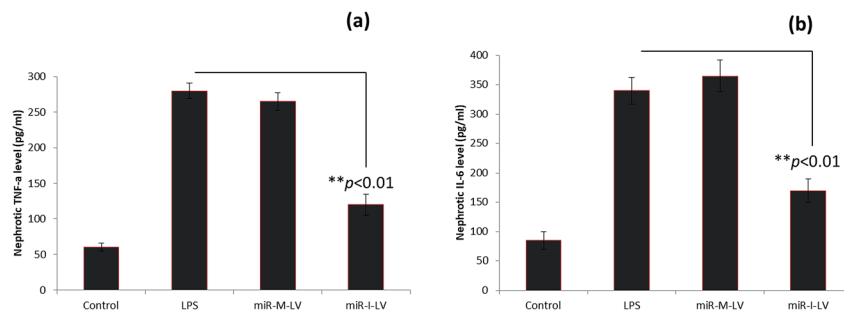 (a)
Nephrotic TNF-a level (pg/ml)
300
250
200
150
100
50
0
**p<0.01
Control LPS miR-M-LV miR-I-LV
(b)
Nephrotic IL-6 level (pg/ml)
400
350
300
250
200
150
100
50
0
**p<0.01
Control LPS miR-M-LV miR-I-LV